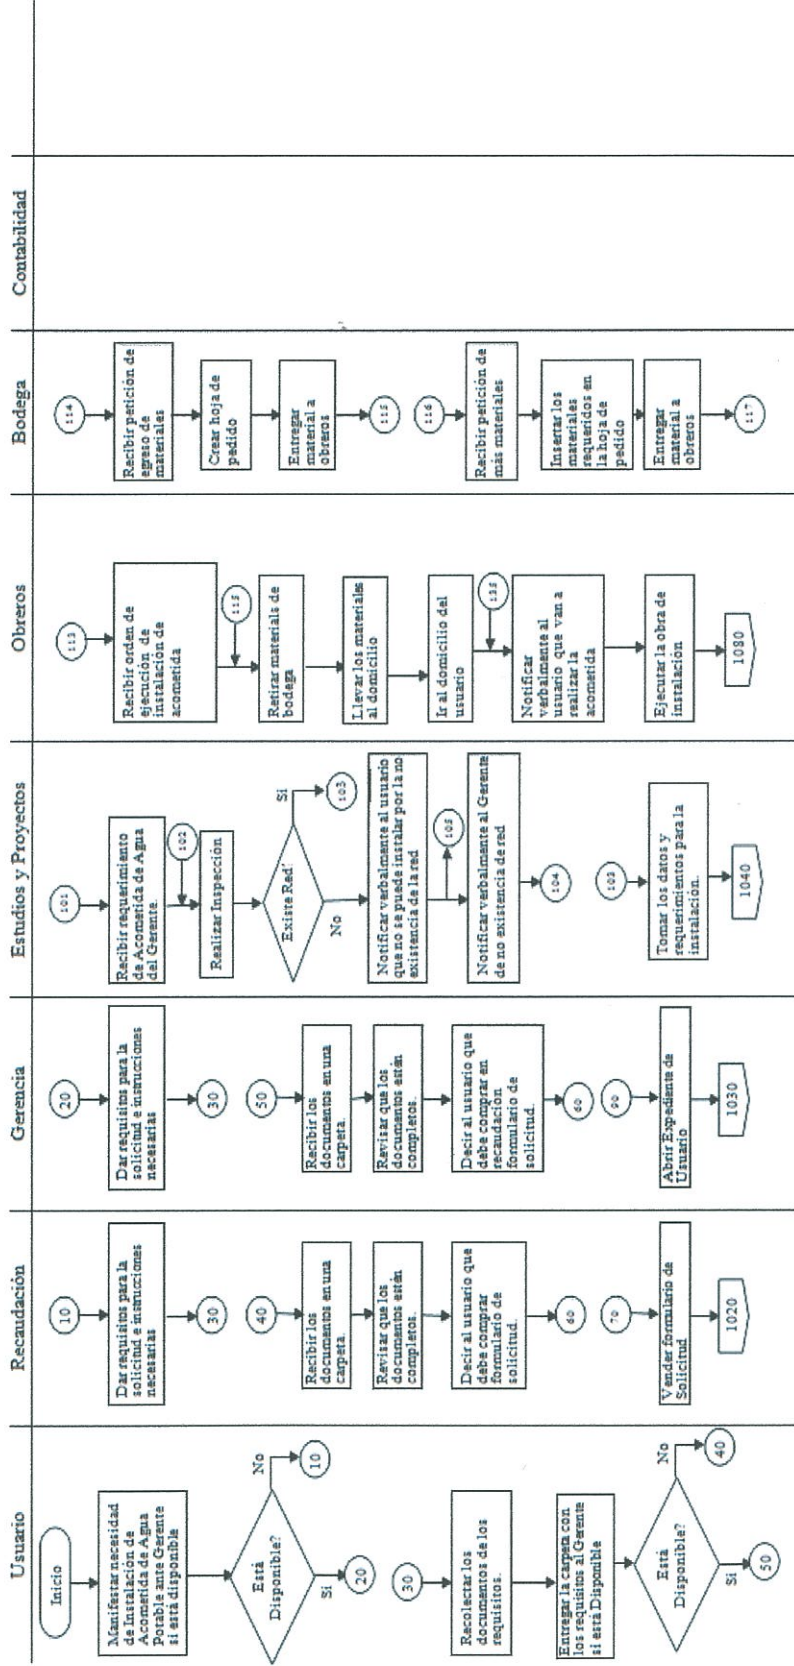 Usuario
Inicio
Manifestar necesidad
de Instalación de
Acometida de Agua
Potable ante Gerente
si está disponible
Está
Disponible?
No
10
Si
20
30
Recolectar los
documentos de los
requisitos.
Entregar la carpeta con
los requisitos al Gerente
si está Disponible
Está
Disponible?
No
40
Si
50
Recaudación
10
Dar requisitos para la
solicitud e instrucciones
necesarias
30
40
Recibir los
documentos en una
carpeta.
Revisar que los
documentos estén
completos.
Decir al usuario que
debe comprar
formulario de
solicitud.
60
70
Vender formulario de
Solicitud
1020
Gerencia
20
Dar requisitos para la
solicitud e instrucciones
necesarias
30
50
Recibir los
documentos en una
carpeta.
Revisar que los
documentos estén
completos.
Decir al usuario que
debe comprar en
recaudación
formulario de
solicitud.
60
90
Abrir Expediente de
Usuario
1030
Estudios y Proyectos
101
Recibir requerimiento
de Acometida de Agua
del Gerente.
102
Realizar Inspección
Existe Red?
Si
103
No
Notificar verbalmente al usuario
que no se puede instalar por la no
existencia de la red
105
Notificar verbalmente al Gerente
de no existencia de red
104
103
Tomar los datos y
requerimientos para la
instalación.
1040
Obreros
113
Recibir orden de
ejecución de
instalación de
acometida
115
Retirar materials de
bodega
Llevar los materiales
al domicilio
Ir al domicilio del
usuario
125
Notificar
verbalmente al
usuario que van a
realizar la
acometida
Ejecutar la obra de
instalación
1080
Bodega
114
Recibir petición de
egreso de
materiales
Crear hoja de
pedido
Entregar
material a
obreros
115
116
Recibir petición de
más materiales
Insertar los
materiales
requeridos en
la hoja de
pedido
Entregar
material a
obreros
117
Contabilidad